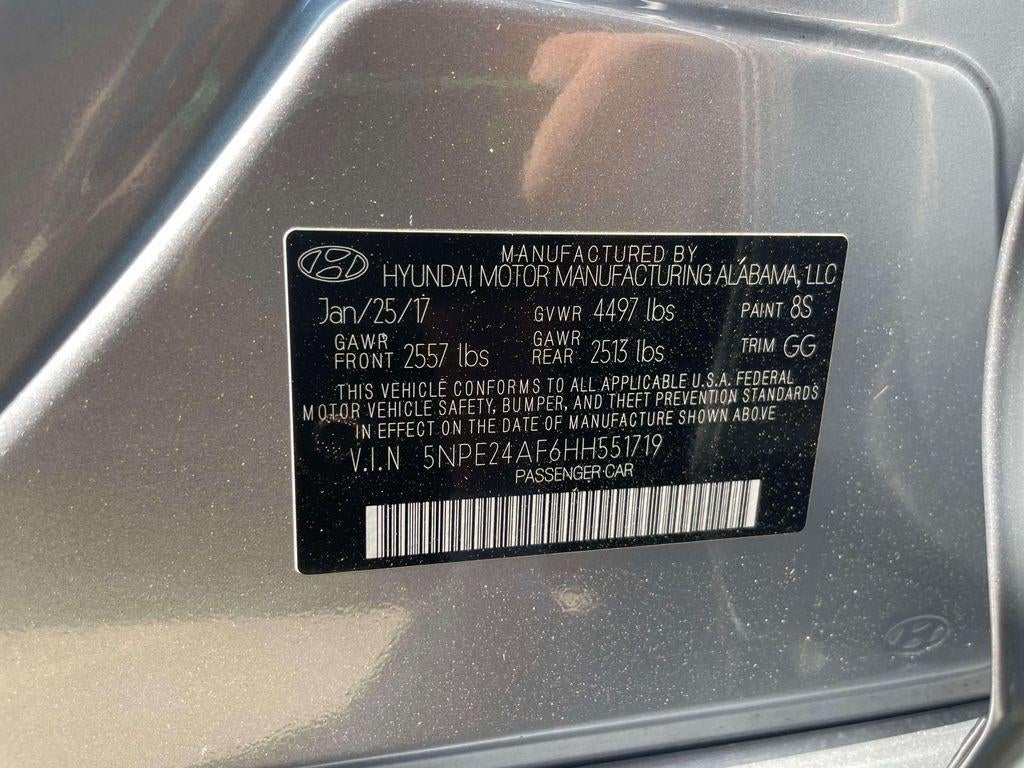 MANUFACTURED BY
HYUNDAI MOTOR MANUFACTURING ALABAMA, LLC
Jan/25/17 GVWR 4497 lbs PAINT 8S
GAWR FRONT 2557 lbs GAWR REAR 2513 lbs TRIM GG
THIS VEHICLE CONFORMS TO ALL APPLICABLE U.S.A. FEDERAL
MOTOR VEHICLE SAFETY, BUMPER, AND THEFT PREVENTION STANDARDS
IN EFFECT ON THE DATE OF MANUFACTURE SHOWN ABOVE
V.I.N 5NPE24AF6HH551719
PASSENGER CAR